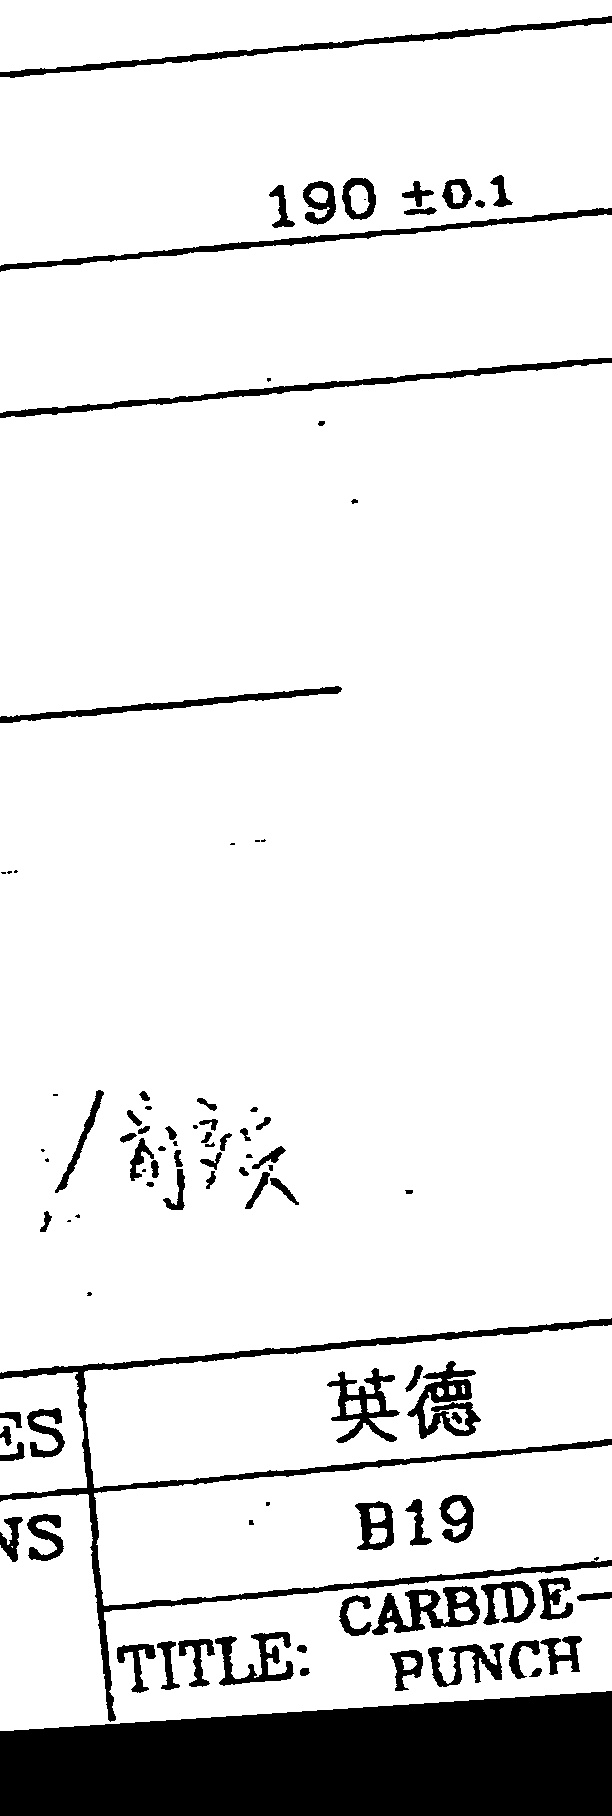 190 ±0.1
ES
英德
NS
B19
TITLE: CARBIDE-
PUNCH